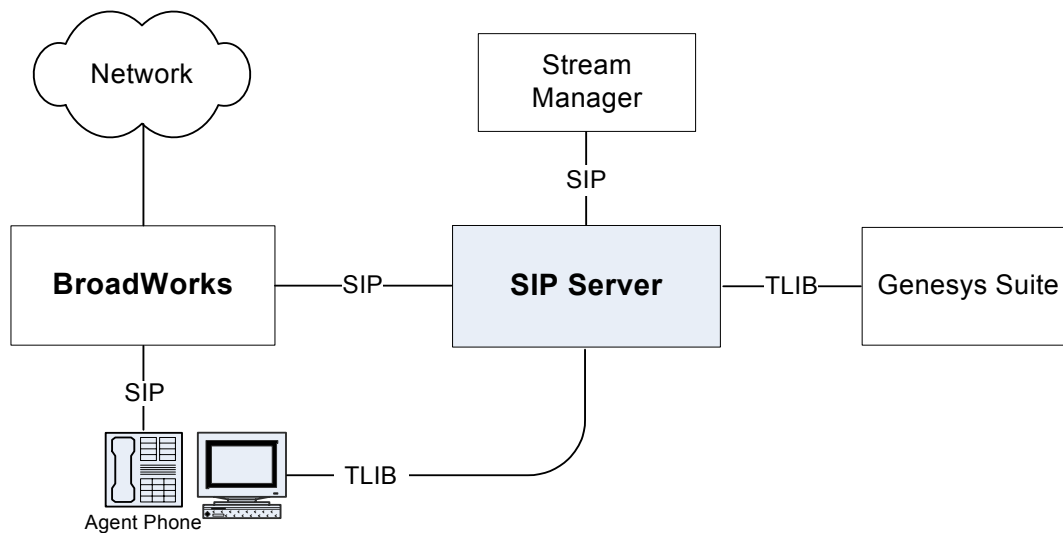 Network
Stream
Manager
SIP
BroadWorks
SIP
SIP Server
TLIB
Genesys Suite
SIP
TLIB
Agent Phone